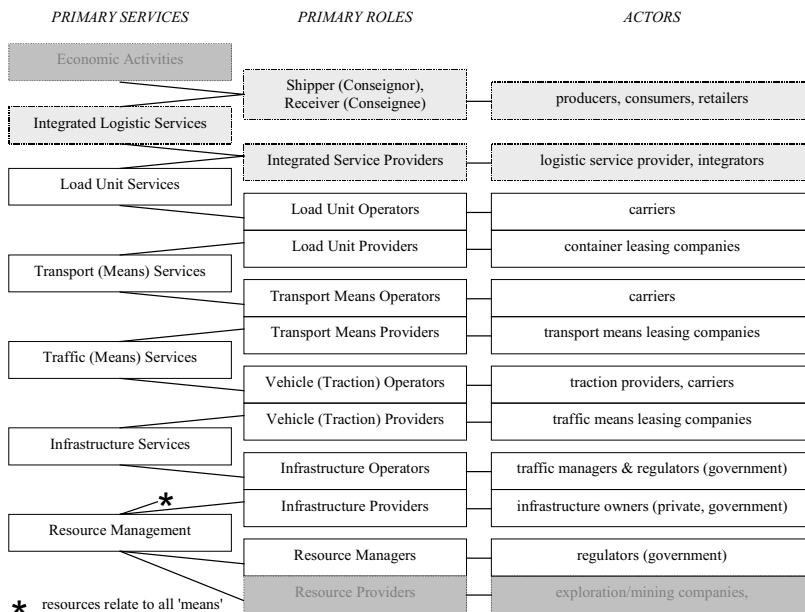 PRIMARY SERVICES PRIMARY ROLES ACTORS
Economic Activities
Shipper (Conseignor),
Receiver (Conseignee)
producers, consumers, retailers
Integrated Logistic Services
Integrated Service Providers logistic service provider, integrators
Load Unit Services
Load Unit Operators carriers
Load Unit Providers container leasing companies
Transport (Means) Services
Transport Means Operators carriers
Transport Means Providers transport means leasing companies
Traffic (Means) Services
Vehicle (Traction) Operators traction providers, carriers
Vehicle (Traction) Providers traffic means leasing companies
Infrastructure Services
Infrastructure Operators traffic managers & regulators (government)
*
Infrastructure Providers infrastructure owners (private, government)
Resource Management
Resource Managers regulators (government)
Resource Providers exploration/mining companies,
* resources relate to all 'means'